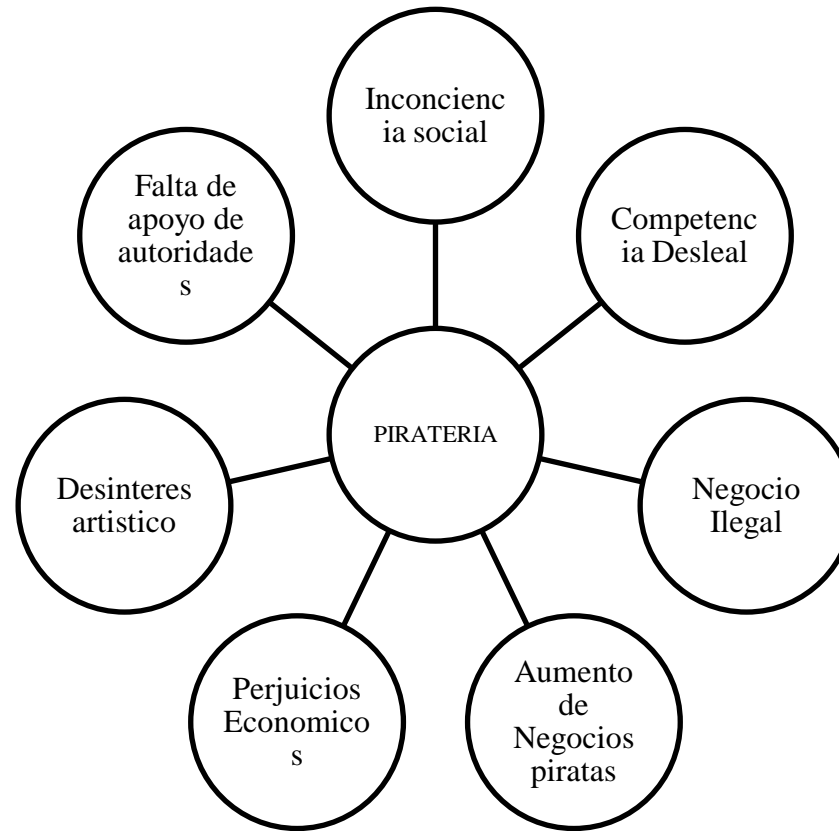 Inconcienc
ia social
Falta de
apoyo de
autoridade
s
Competenc
ia Desleal
PIRATERIA
Desinteres
artistico
Negocio
Ilegal
Perjuicios
Economico
s
Aumento
de
Negocios
piratas